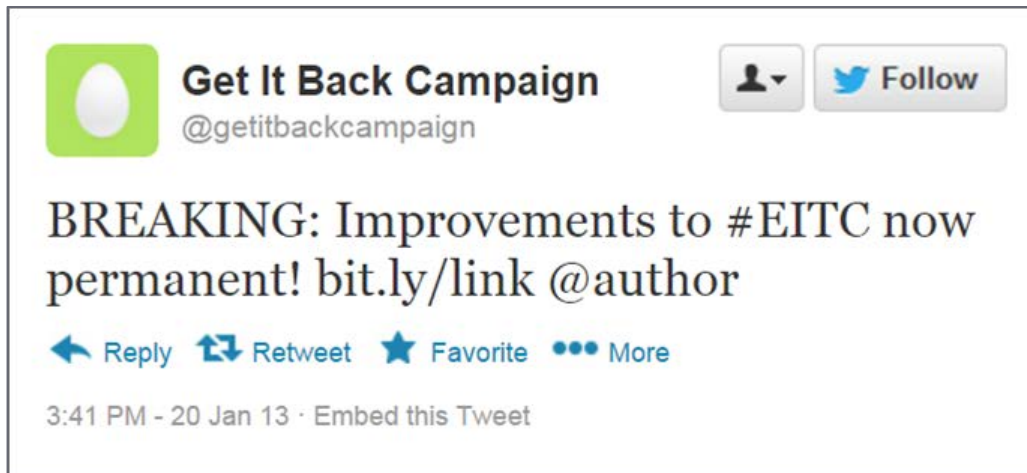 Get It Back Campaign
Follow
@getitbackcampaign
BREAKING: Improvements to #EITC now
permanent! bit.ly/link @author
Reply Retweet Favorite More
3:41 PM - 20 Jan 13 · Embed this Tweet